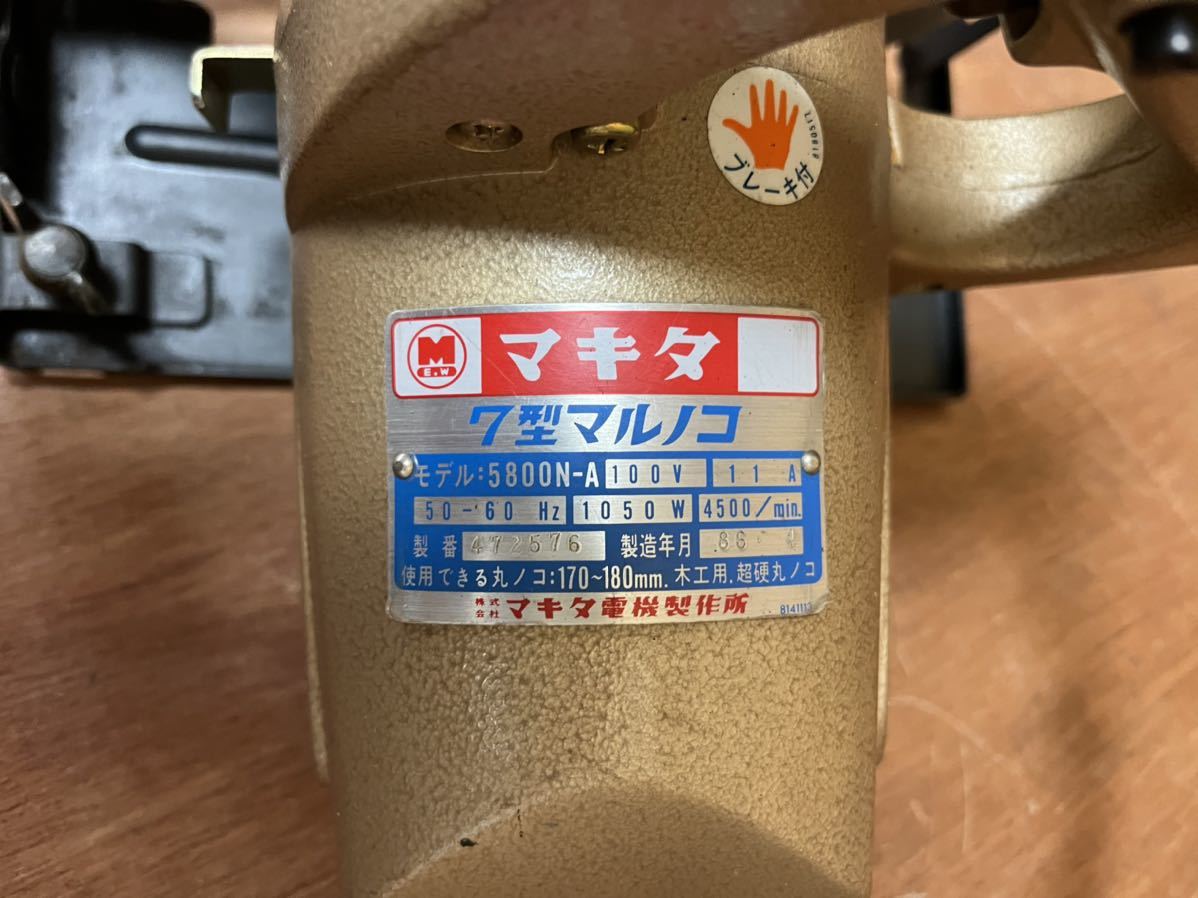 ブレーキ付
M
E.W
マキタ
7型マルノコ
モデル:5800N-A 100V 11A
50-60 Hz 1050W 4500/min.
製番 472576 製造年月 86. 4
使用できる丸ノコ:170~180mm. 木工用, 超硬丸ノコ
株式会社 マキタ電機製作所